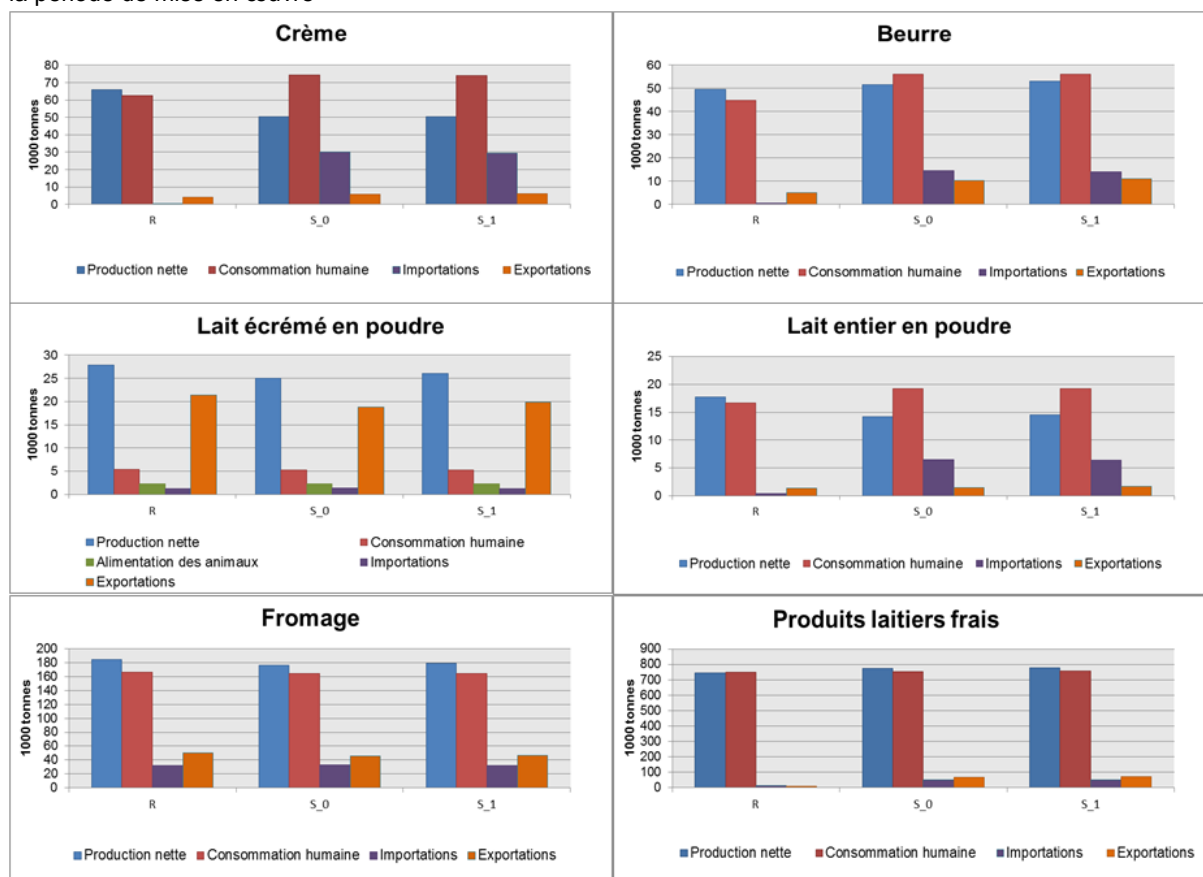 la période de mise en œuvre
Crème
80
70
60
50
40
30
20
10
0
1000 tonnes
R S_0 S_1
Production nette Consommation humaine Importations Exportations
Beurre
60
50
40
30
20
10
0
1000 tonnes
R S_0 S_1
Production nette Consommation humaine Importations Exportations
Lait écrémé en poudre
30
25
20
15
10
5
0
1000 tonnes
R S_0 S_1
Production nette Consommation humaine
Alimentation des animaux Importations
Exportations
Lait entier en poudre
25
20
15
10
5
0
1000 tonnes
R S_0 S_1
Production nette Consommation humaine Importations Exportations
Fromage
200
180
160
140
120
100
80
60
40
20
0
1000 tonnes
R S_0 S_1
Production nette Consommation humaine Importations Exportations
Produits laitiers frais
900
800
700
600
500
400
300
200
100
0
1000 tonnes
R S_0 S_1
Production nette Consommation humaine Importations Exportations